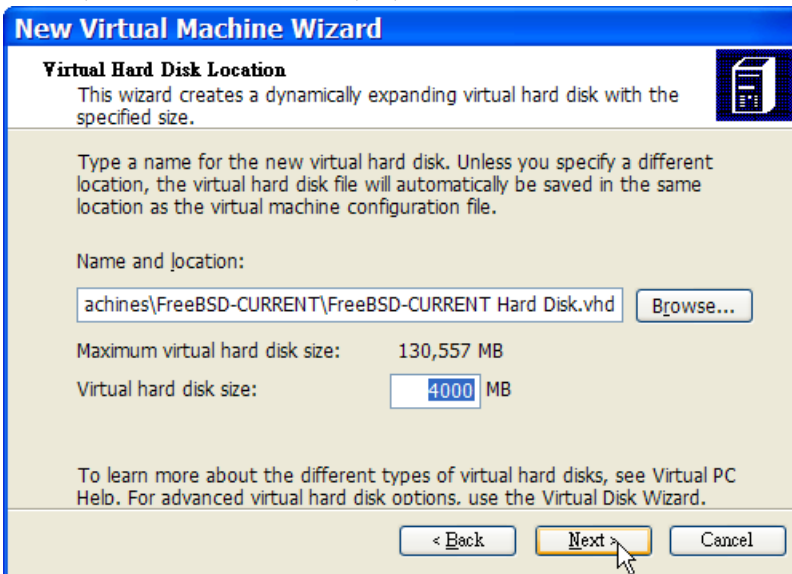 New Virtual Machine Wizard
Virtual Hard Disk Location
This wizard creates a dynamically expanding virtual hard disk with the
specified size.
Type a name for the new virtual hard disk. Unless you specify a different
location, the virtual hard disk file will automatically be saved in the same
location as the virtual machine configuration file.
Name and location:
achines\FreeBSD-CURRENT\FreeBSD-CURRENT Hard Disk.vhd Browse...
Maximum virtual hard disk size: 130,557 MB
Virtual hard disk size: 4000 MB
To learn more about the different types of virtual hard disks, see Virtual PC
Help. For advanced virtual hard disk options, use the Virtual Disk Wizard.
< Back Next > Cancel